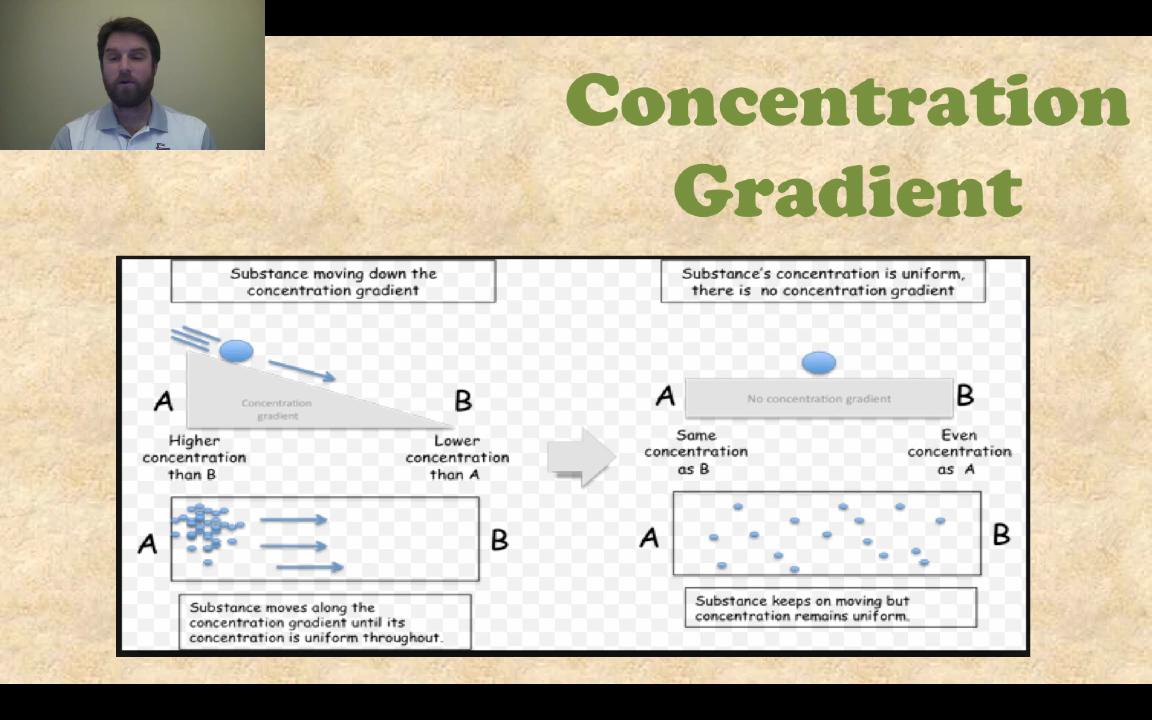 Concentration
Gradient
Substance moving down the
concentration gradient
A
Concentration
gradient
B
Higher
concentration
than B
Lower
concentration
than A
A
B
Substance moves along the
concentration gradient until its
concentration is uniform throughout.
Substance's concentration is uniform,
there is no concentration gradient
A
No concentration gradient
B
Same
concentration
as B
Even
concentration
as A
A
B
Substance keeps on moving but
concentration remains uniform.